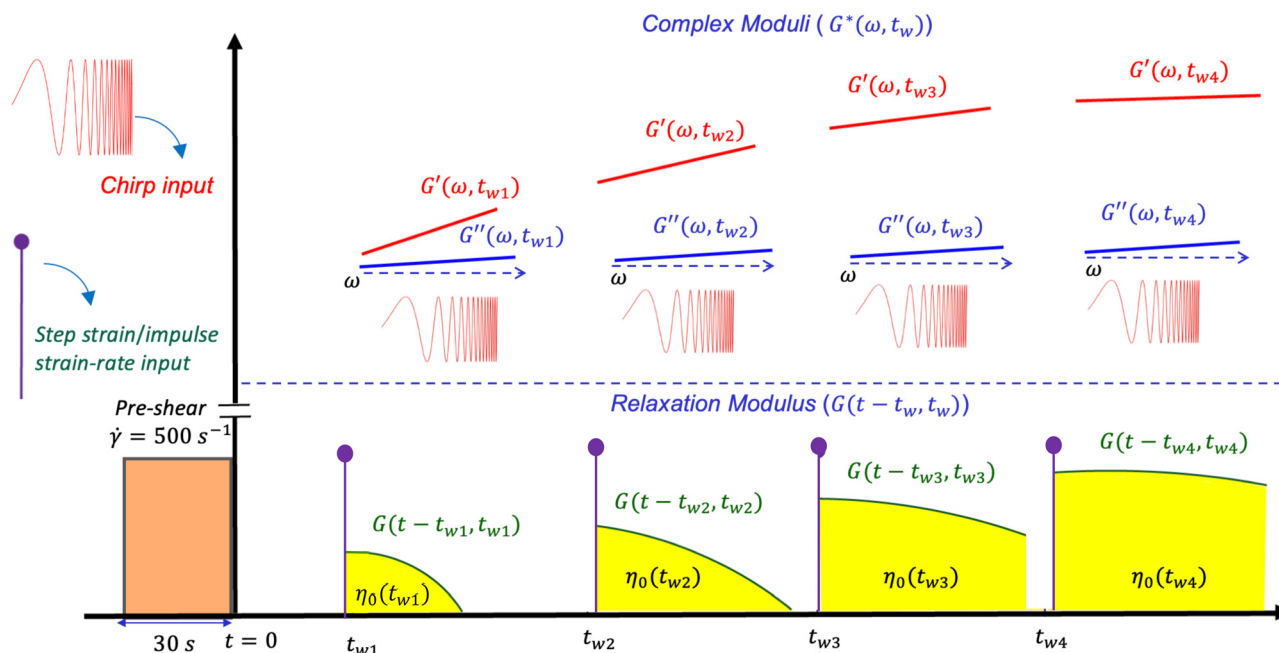 Complex Moduli ( G*(ω, t_w))
Chirp input
Step strain/impulse
strain-rate input
G′(ω, t_w1)
G′(ω, t_w2)
G′(ω, t_w3)
G′(ω, t_w4)
G′′(ω, t_w1)
G′′(ω, t_w2)
G′′(ω, t_w3)
G′′(ω, t_w4)
ω
ω
ω
ω
Relaxation Modulus (G(t − t_w, t_w))
Pre-shear
γ̇ = 500 s⁻¹
G(t − t_w1, t_w1)
G(t − t_w2, t_w2)
G(t − t_w3, t_w3)
G(t − t_w4, t_w4)
η₀(t_w1)
η₀(t_w2)
η₀(t_w3)
η₀(t_w4)
30 s
t = 0
t_w1
t_w2
t_w3
t_w4